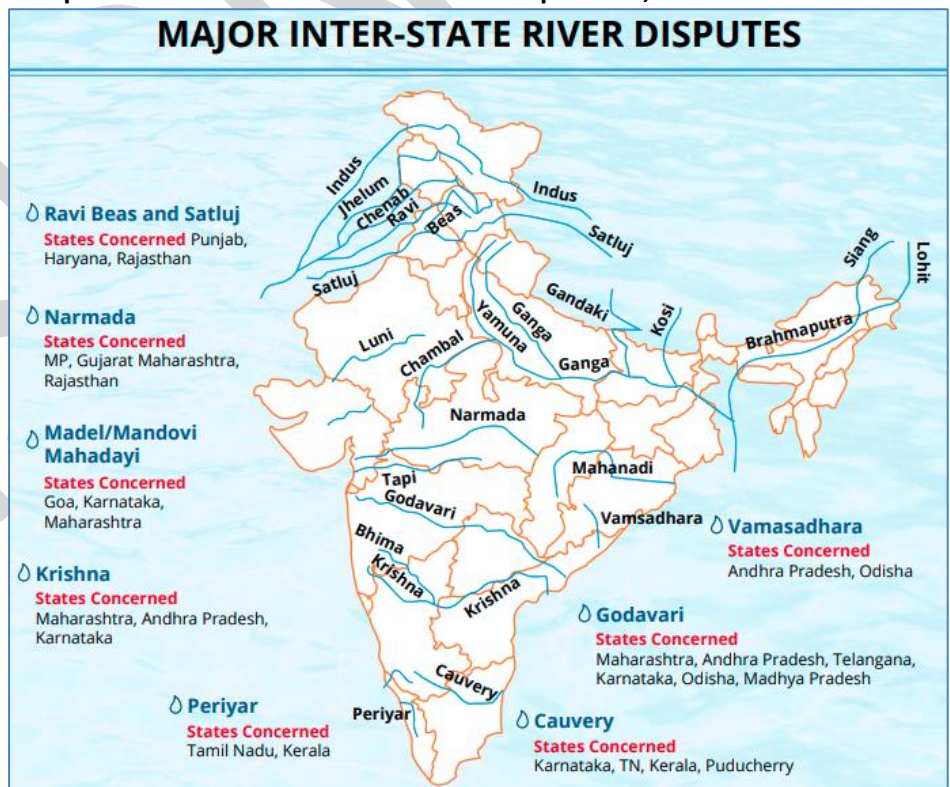 MAJOR INTER-STATE RIVER DISPUTES
Indus
Jhelum
Chenab
Ravi
Beas
Indus
Satluj
Satluj
Siang
Lohit
Gandaki
Kosi
Brahmaputra
Yamuna
Ganga
Ganga
Luni
Chambal
Narmada
Mahanadi
Tapi
Godavari
Vamsadhara
Bhima
Krishna
Krishna
Cauvery
Periyar
Ravi Beas and Satluj
States Concerned Punjab,
Haryana, Rajasthan
Narmada
States Concerned
MP, Gujarat Maharashtra,
Rajasthan
Madel/Mandovi
Mahadayi
States Concerned
Goa, Karnataka,
Maharashtra
Krishna
States Concerned
Maharashtra, Andhra Pradesh,
Karnataka
Periyar
States Concerned
Tamil Nadu, Kerala
Vamasadhara
States Concerned
Andhra Pradesh, Odisha
Godavari
States Concerned
Maharashtra, Andhra Pradesh, Telangana,
Karnataka, Odisha, Madhya Pradesh
Cauvery
States Concerned
Karnataka, TN, Kerala, Puducherry